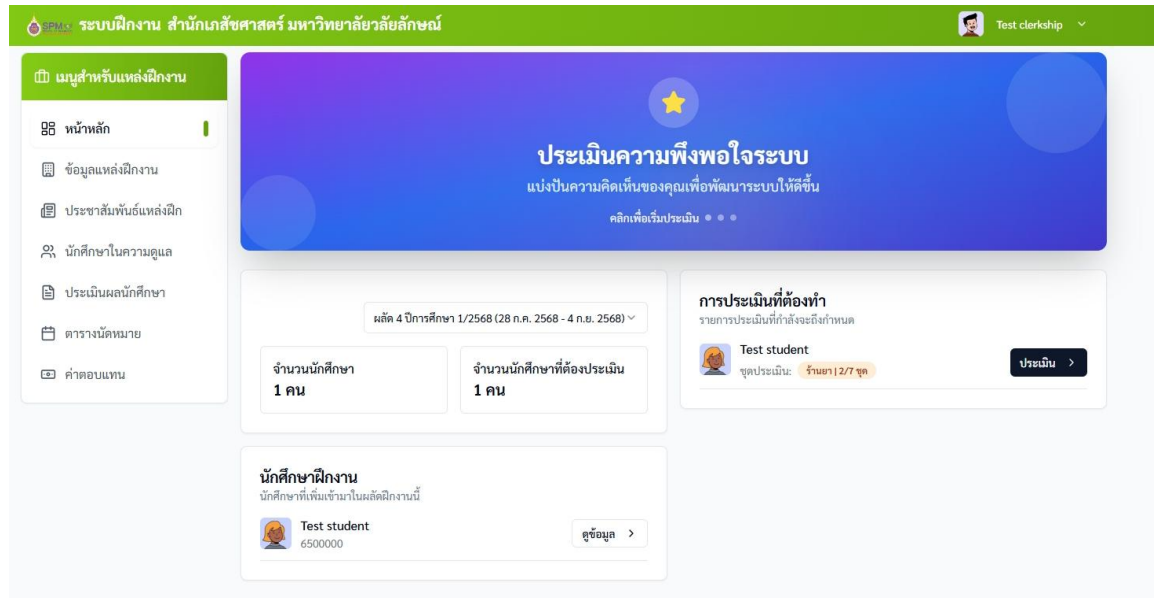 SPM ระบบฝึกงาน สำนักเภสัชศาสตร์ มหาวิทยาลัยวลัยลักษณ์
Test clerkship
เมนูสำหรับแหล่งฝึกงาน
หน้าหลัก
ข้อมูลแหล่งฝึกงาน
ประชาสัมพันธ์แหล่งฝึก
นักศึกษาในความดูแล
ประเมินผลนักศึกษา
ตารางนัดหมาย
ค่าตอบแทน
ประเมินความพึงพอใจระบบ
แบ่งปันความคิดเห็นของคุณเพื่อพัฒนาระบบให้ดีขึ้น
คลิกเพื่อเริ่มประเมิน
ผลัด 4 ปีการศึกษา 1/2568 (28 ก.ค. 2568 - 4 ก.ย. 2568)
จำนวนนักศึกษา
1 คน
จำนวนนักศึกษาที่ต้องประเมิน
1 คน
การประเมินที่ต้องทำ
รายการประเมินที่กำลังจะถึงกำหนด
Test student
ชุดประเมิน: ร้านยา | 2/7 ชุด
ประเมิน
นักศึกษาฝึกงาน
นักศึกษาที่เพิ่มเข้ามาในผลัดฝึกงานนี้
Test student
6500000
ดูข้อมูล